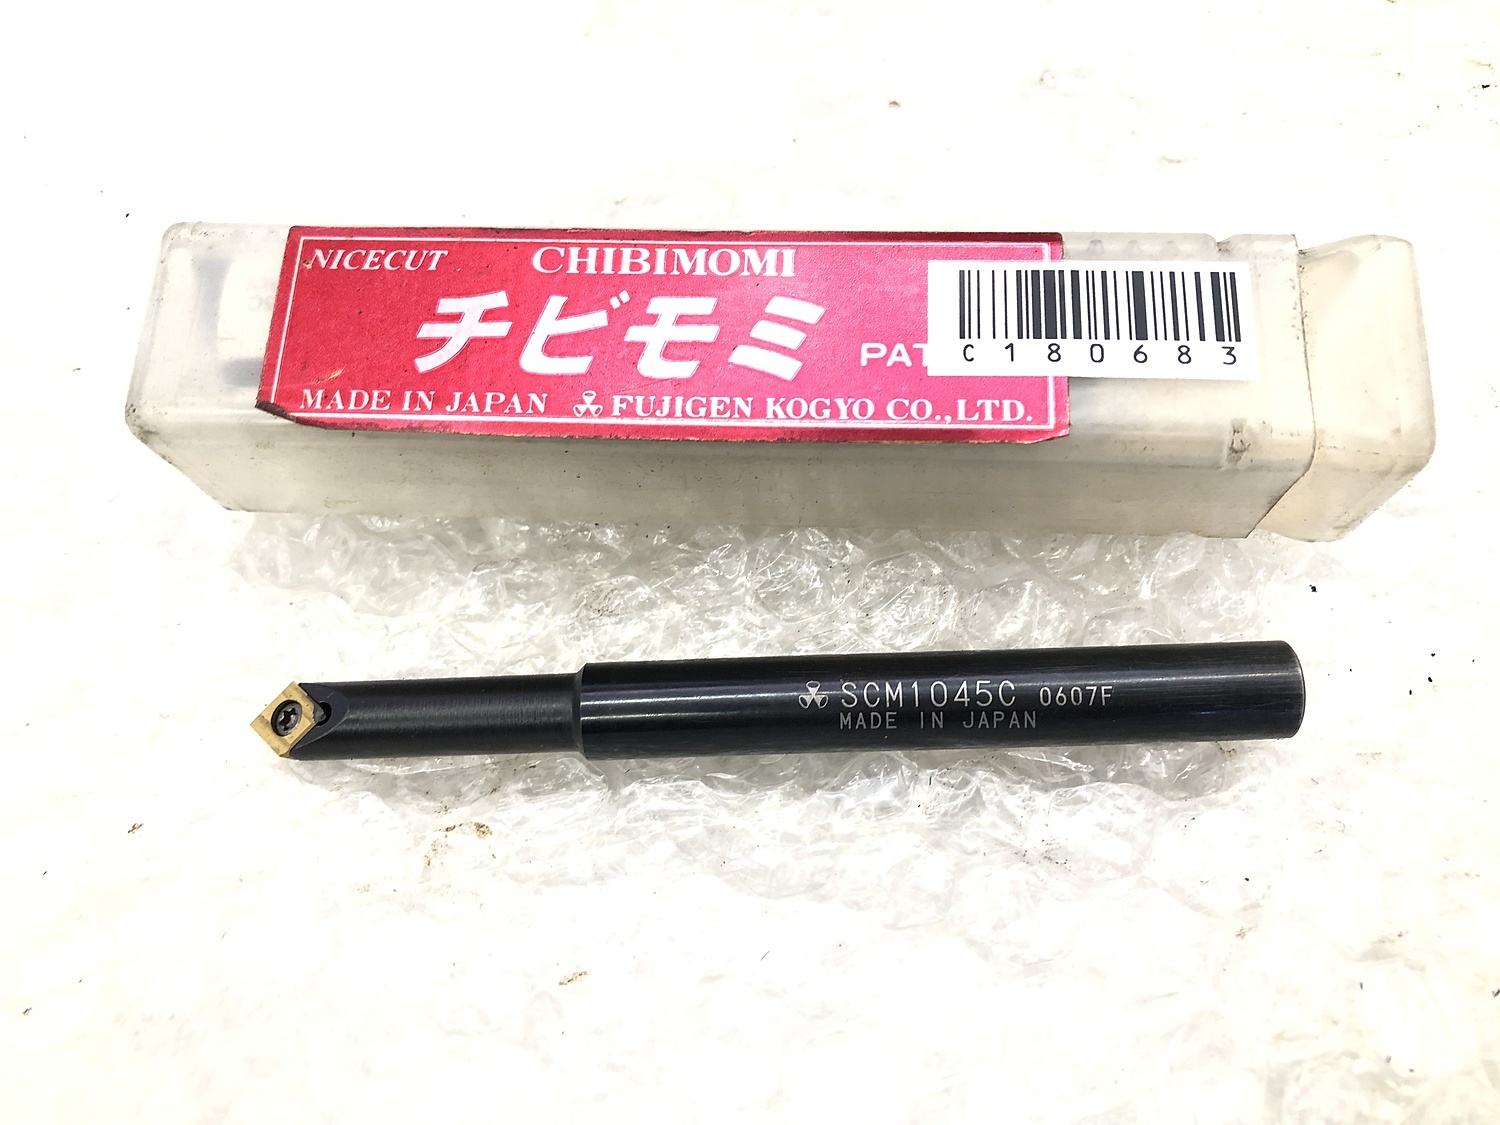 NICECUT CHIBIMOMI
チビモミ PAT
C180683
MADE IN JAPAN FUJIGEN KOGYO CO.,LTD.
SCM1045C 0607F
MADE IN JAPAN